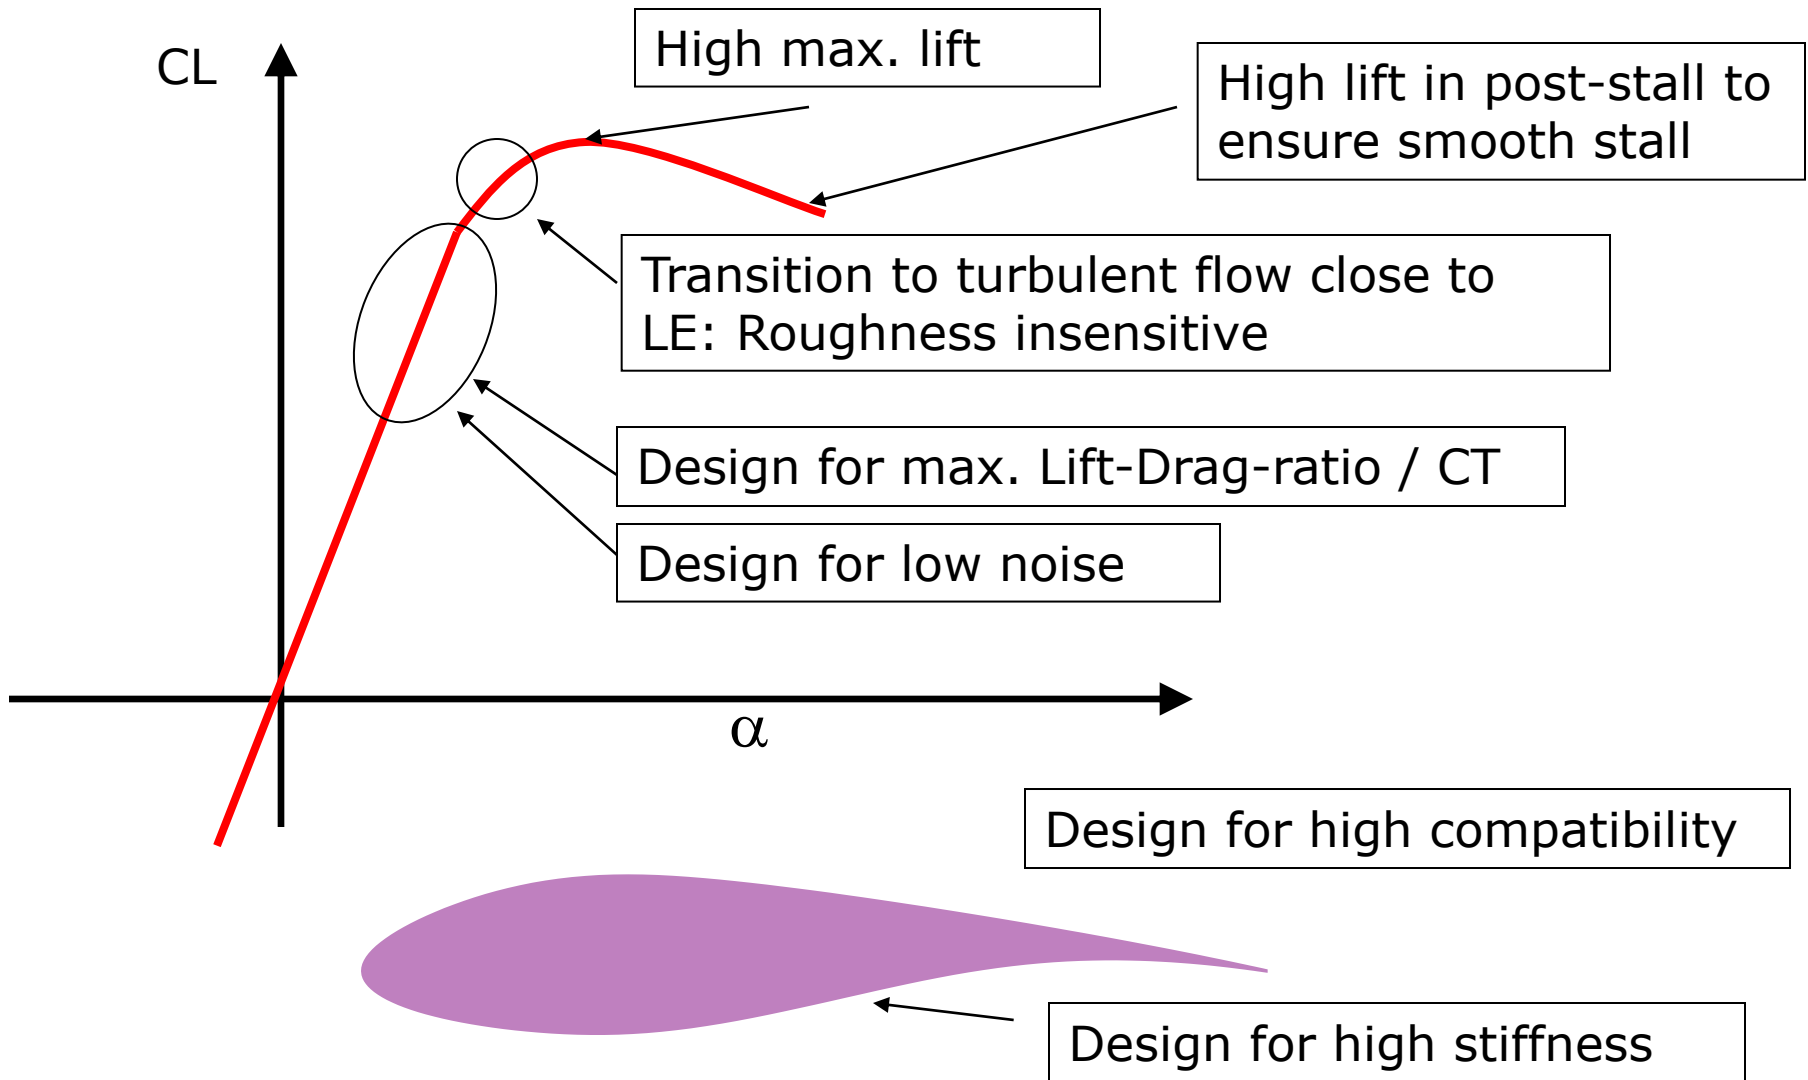 CL
High max. lift
High lift in post-stall to
ensure smooth stall
Transition to turbulent flow close to
LE: Roughness insensitive
Design for max. Lift-Drag-ratio / CT
Design for low noise
α
Design for high compatibility
Design for high stiffness